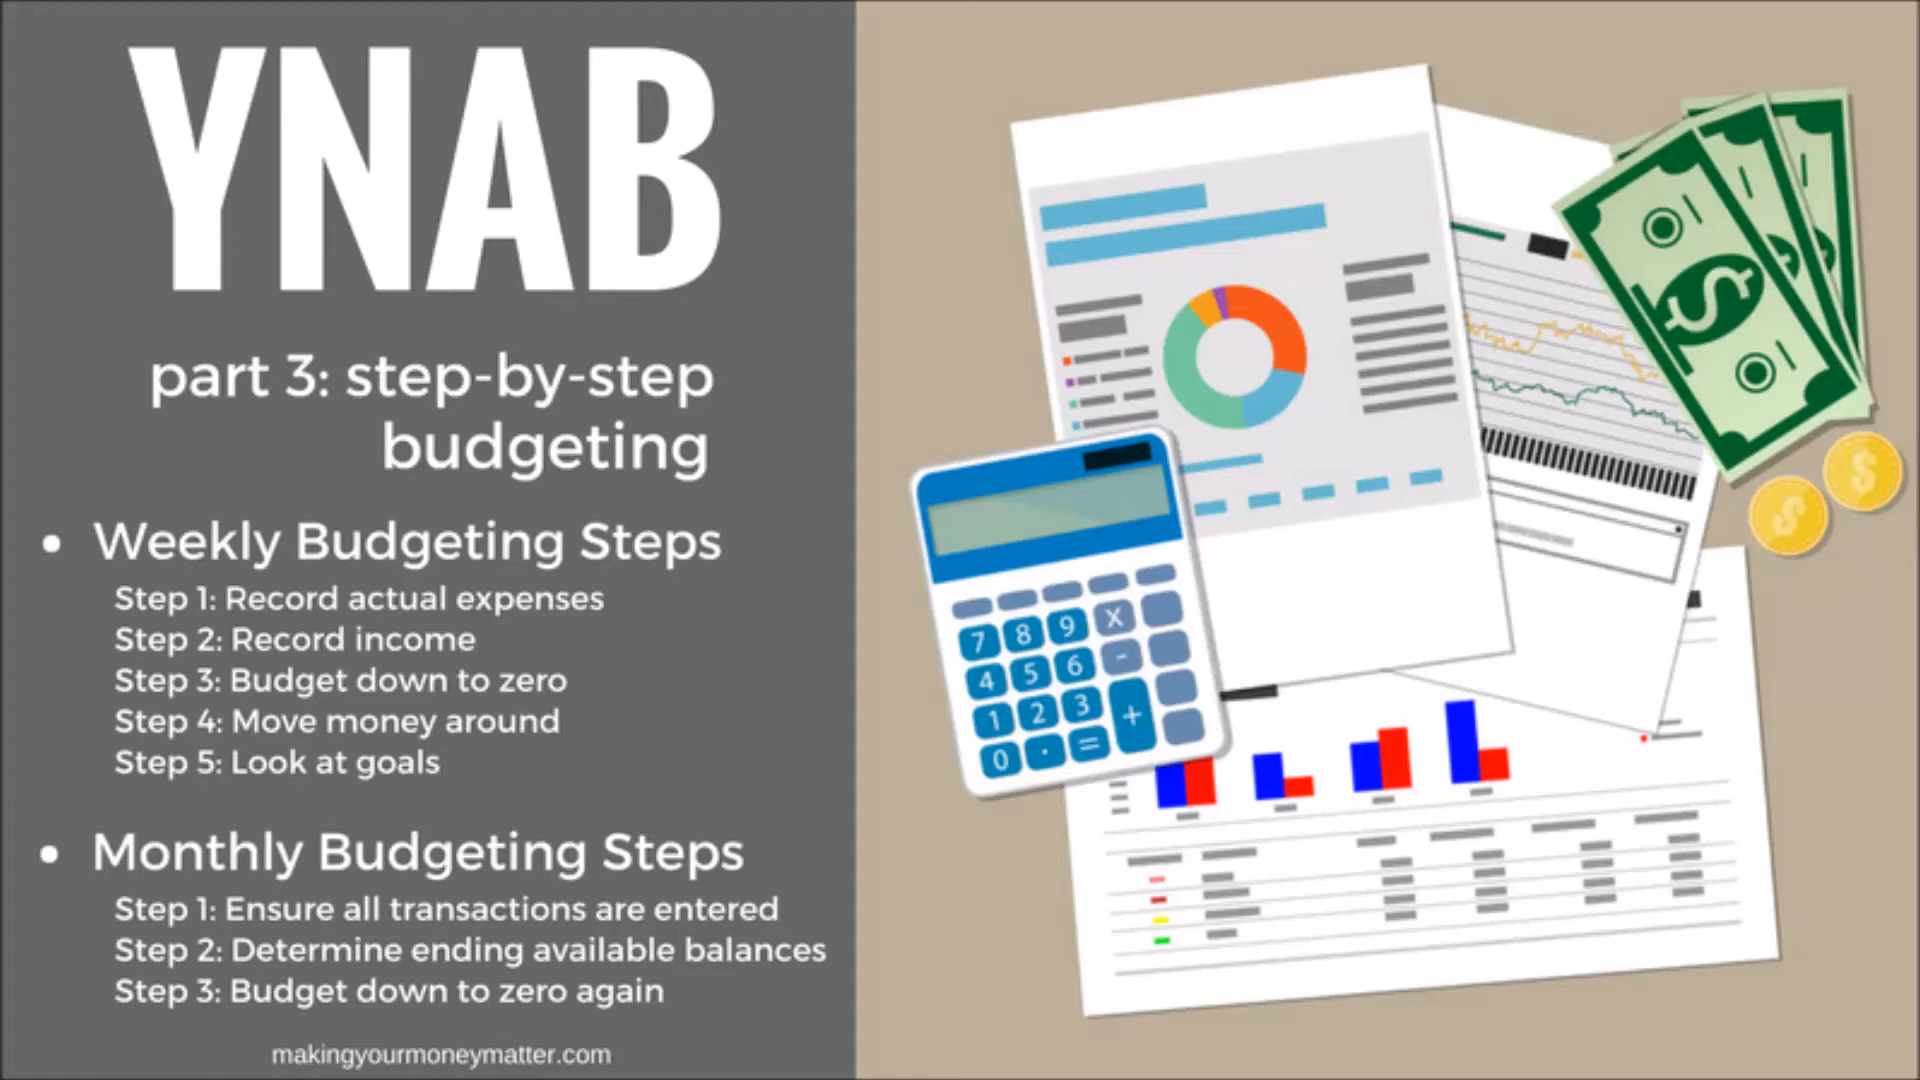 YNAB
part 3: step-by-step
budgeting
• Weekly Budgeting Steps
Step 1: Record actual expenses
Step 2: Record income
Step 3: Budget down to zero
Step 4: Move money around
Step 5: Look at goals
• Monthly Budgeting Steps
Step 1: Ensure all transactions are entered
Step 2: Determine ending available balances
Step 3: Budget down to zero again
makingyourmoneymatter.com
$
$ $
7 8 9 X
4 5 6 -
1 2 3 +
0 . =